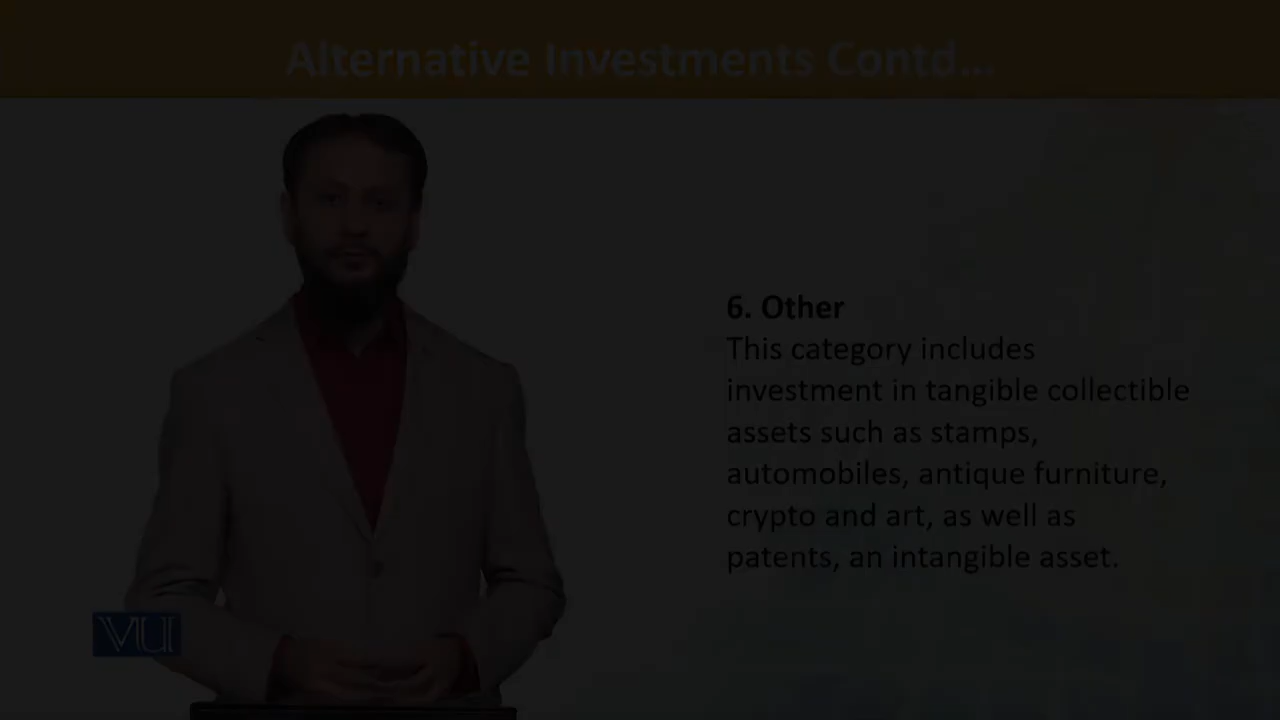 Alternative Investments Contd...
6. Other
This category includes
investment in tangible collectible
assets such as stamps,
automobiles, antique furniture,
crypto and art, as well as
patents, an intangible asset.
VU